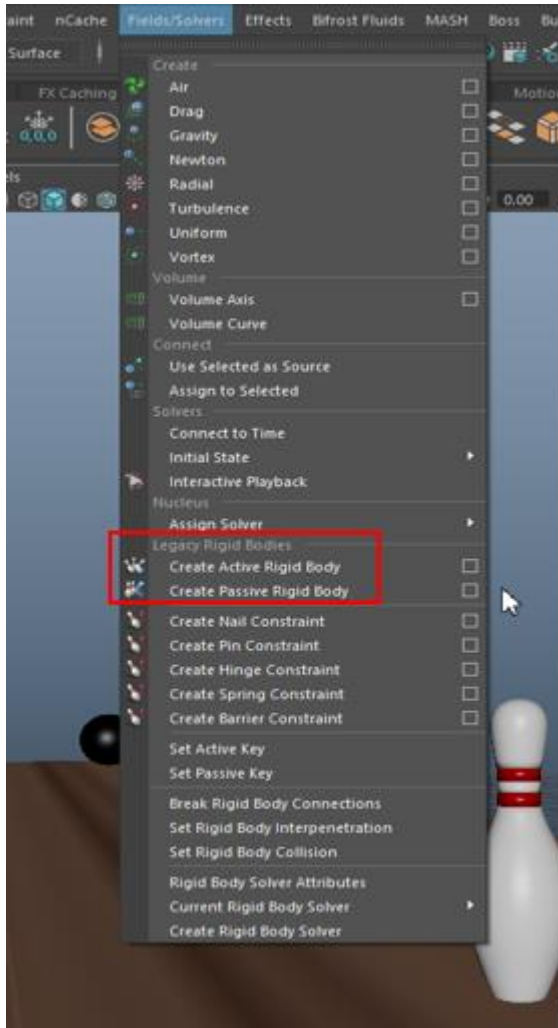 aint nCache Fields/Solvers Effects Bifrost Fluids MASH Boss Bu
Surface
FX Caching Motio
0,0,0
ls
0.00
Create
Air
Drag
Gravity
Newton
Radial
Turbulence
Uniform
Vortex
Volume
Volume Axis
Volume Curve
Connect
Use Selected as Source
Assign to Selected
Solvers
Connect to Time
Initial State
Interactive Playback
Nucleus
Assign Solver
Legacy Rigid Bodies
Create Active Rigid Body
Create Passive Rigid Body
Create Nail Constraint
Create Pin Constraint
Create Hinge Constraint
Create Spring Constraint
Create Barrier Constraint
Set Active Key
Set Passive Key
Break Rigid Body Connections
Set Rigid Body Interpenetration
Set Rigid Body Collision
Rigid Body Solver Attributes
Current Rigid Body Solver
Create Rigid Body Solver